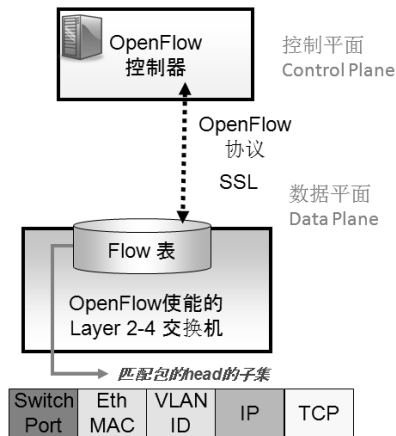 OpenFlow
控制器
控制平面
Control Plane
OpenFlow
协议
SSL
数据平面
Data Plane
Flow 表
OpenFlow使能的
Layer 2-4 交换机
匹配包的head的子集
Switch Port
Eth MAC
VLAN ID
IP
TCP